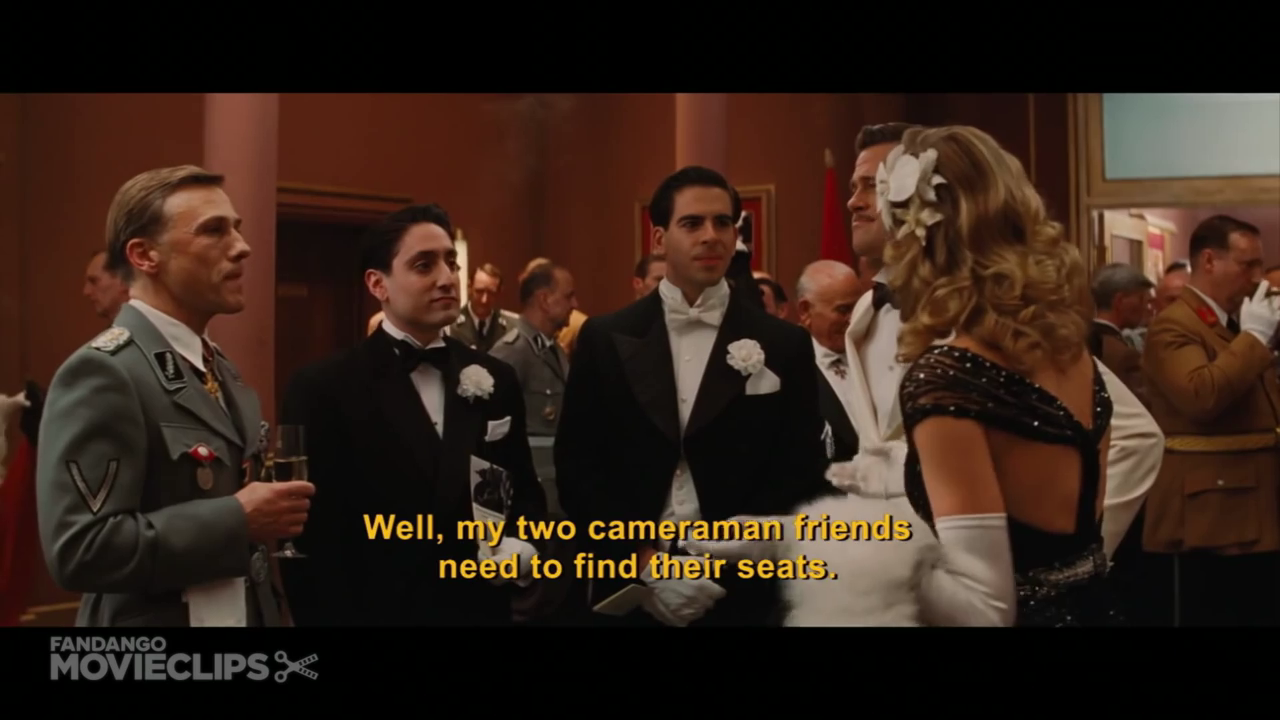 Well, my two cameraman friends
need to find their seats.
FANDANGO
MOVIECLIPS